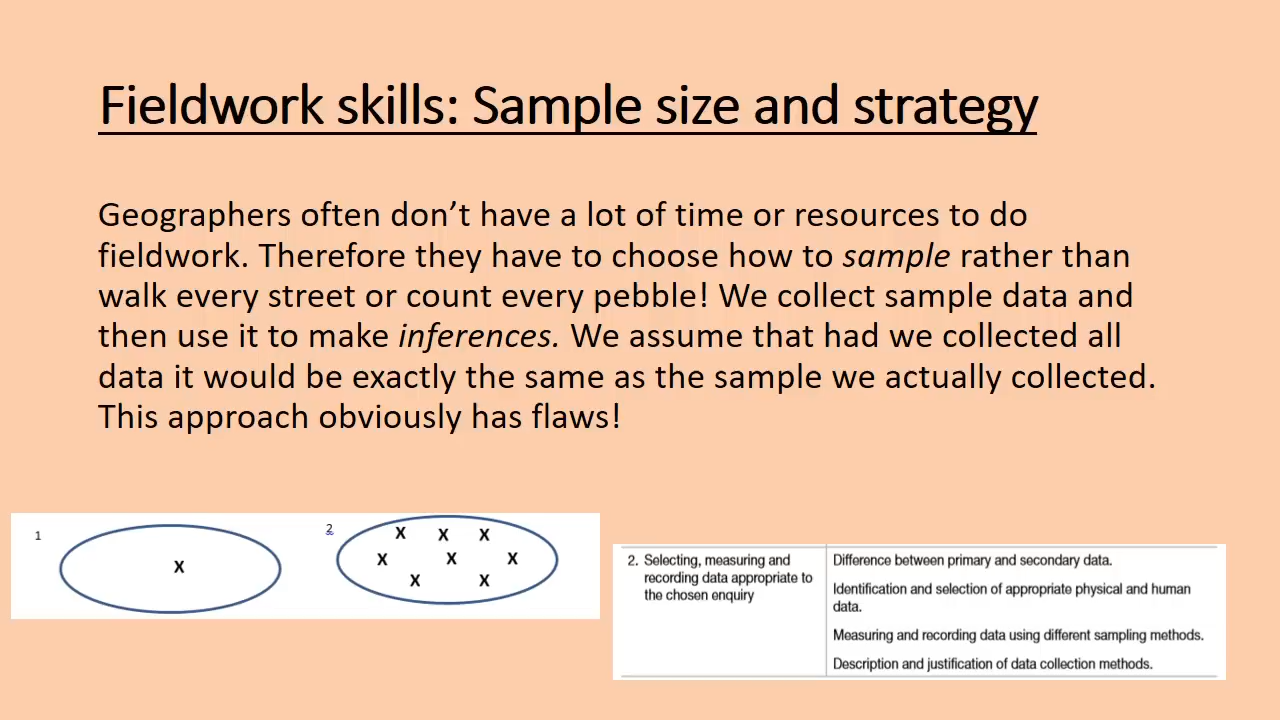 Fieldwork skills: Sample size and strategy
Geographers often don’t have a lot of time or resources to do
fieldwork. Therefore they have to choose how to sample rather than
walk every street or count every pebble! We collect sample data and
then use it to make inferences. We assume that had we collected all
data it would be exactly the same as the sample we actually collected.
This approach obviously has flaws!
1
X
2
X X X
X X X
X X
2. Selecting, measuring and
recording data appropriate to
the chosen enquiry
Difference between primary and secondary data.
Identification and selection of appropriate physical and human
data.
Measuring and recording data using different sampling methods.
Description and justification of data collection methods.